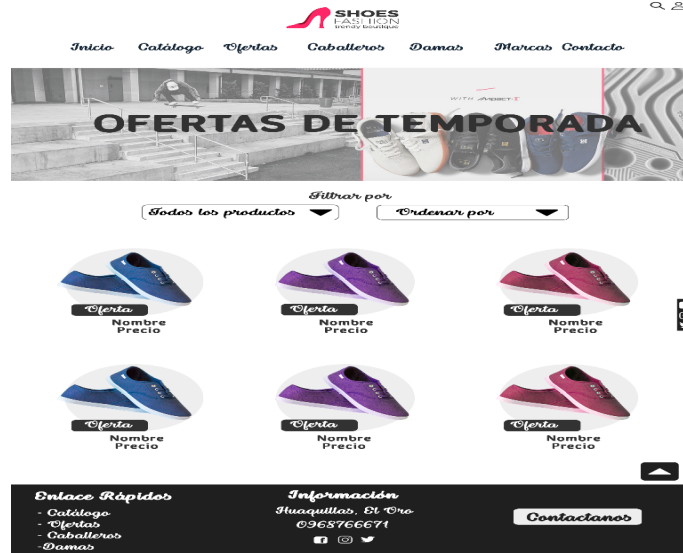 SHOES
FASHION
trendy boutique
Inicio Catálogo Ofertas Caballeros Damas Marcas Contacto
WITH IMPACT-I
OFERTAS DE TEMPORADA
Filtrar por
Todos los productos Ordenar por
Oferta Oferta Oferta
Nombre Nombre Nombre
Precio Precio Precio
Oferta Oferta Oferta
Nombre Nombre Nombre
Precio Precio Precio
Enlace Rápidos
- Catálogo
- Ofertas
- Caballeros
-Damas
Información
Huaquillas, El Oro
0968766671
Contactanos